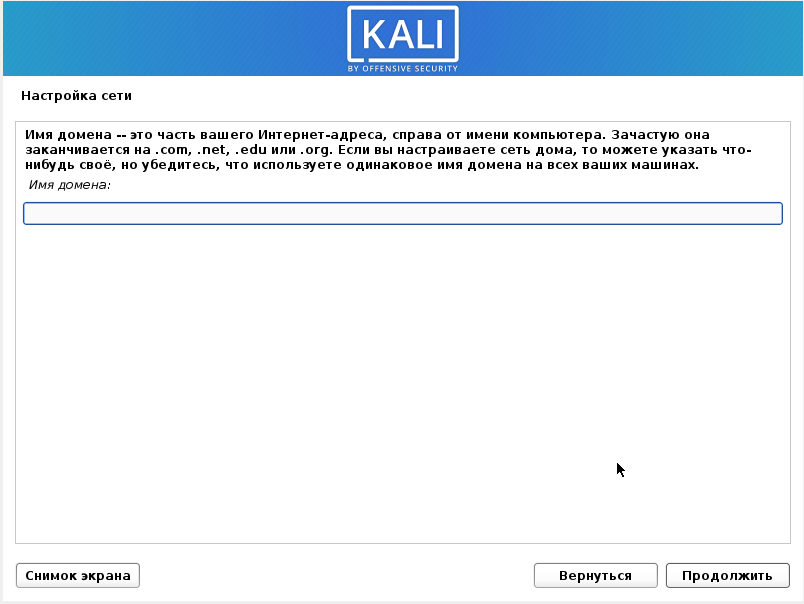 KALI
BY OFFENSIVE SECURITY
Настройка сети
Имя домена -- это часть вашего Интернет-адреса, справа от имени компьютера. Зачастую она
заканчивается на .com, .net, .edu или .org. Если вы настраиваете сеть дома, то можете указать что-
нибудь своё, но убедитесь, что используете одинаковое имя домена на всех ваших машинах.
Имя домена:
Снимок экрана
Вернуться
Продолжить